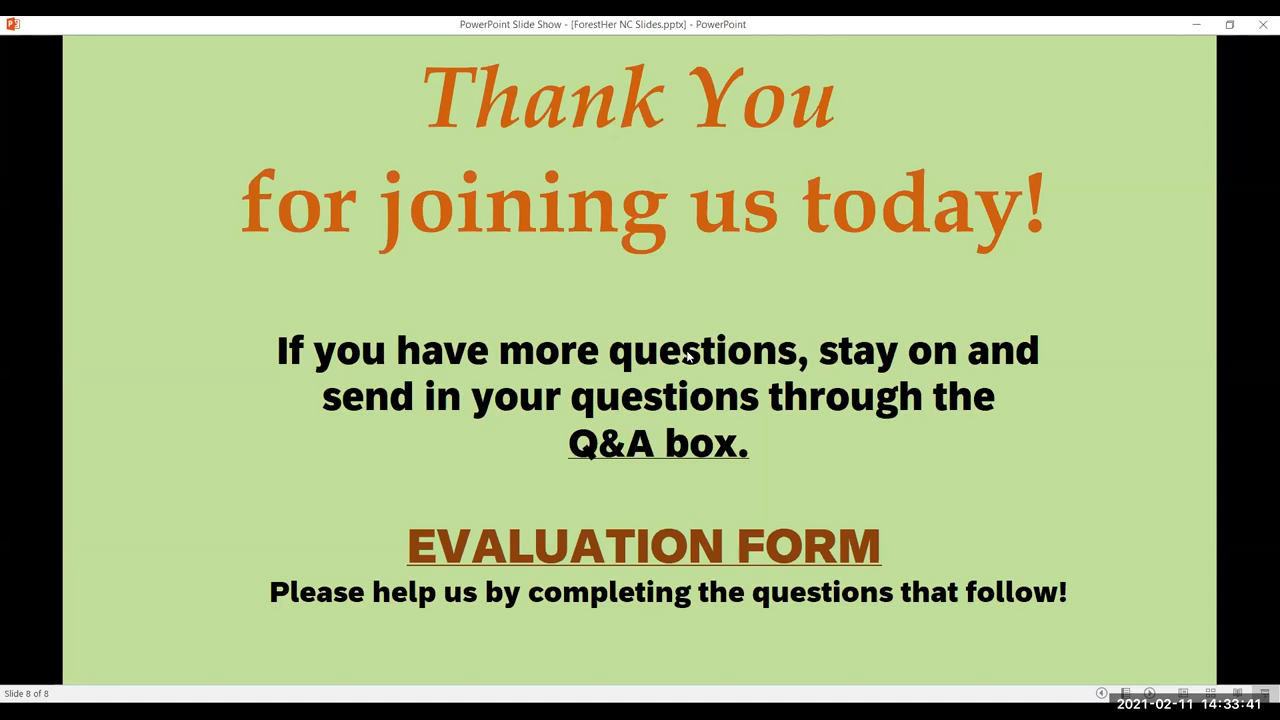 PowerPoint Slide Show - [ForestHer NC Slides.pptx] - PowerPoint
Thank You
for joining us today!
If you have more questions, stay on and
send in your questions through the
Q&A box.
EVALUATION FORM
Please help us by completing the questions that follow!
Slide 8 of 8
2021-02-11 14:33:41